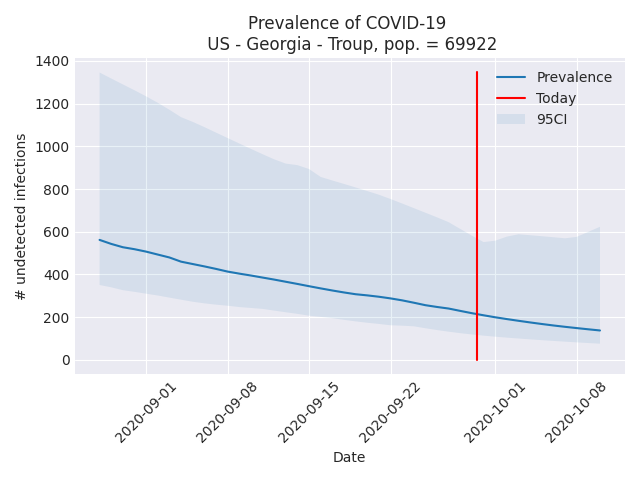 Prevalence of COVID-19
US - Georgia - Troup, pop. = 69922
1400
1200
1000
800
600
400
200
0
# undetected infections
Prevalence
Today
95CI
2020-09-01
2020-09-08
2020-09-15
2020-09-22
2020-10-01
2020-10-08
Date